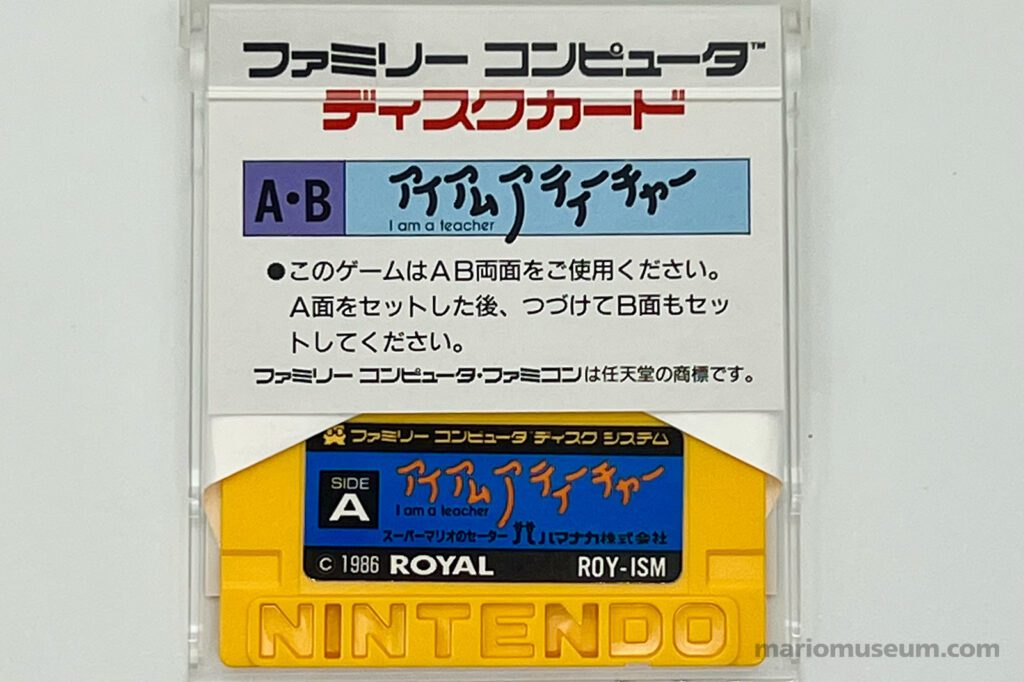 ファミリー コンピュータ™
ディスクカード
A・B アイアムアティーチャー
I am a teacher
●このゲームはAB両面をご使用ください。
A面をセットした後、つづけてB面もセッ
トしてください。
ファミリー コンピュータ・ファミコンは任天堂の商標です。
ファミリー コンピュータ ディスク システム
SIDE
A
アイアムアティーチャー
I am a teacher
スーパーマリオのセーター ハマナカ株式会社
© 1986 ROYAL ROY-ISM
NINTENDO
mariomuseum.com